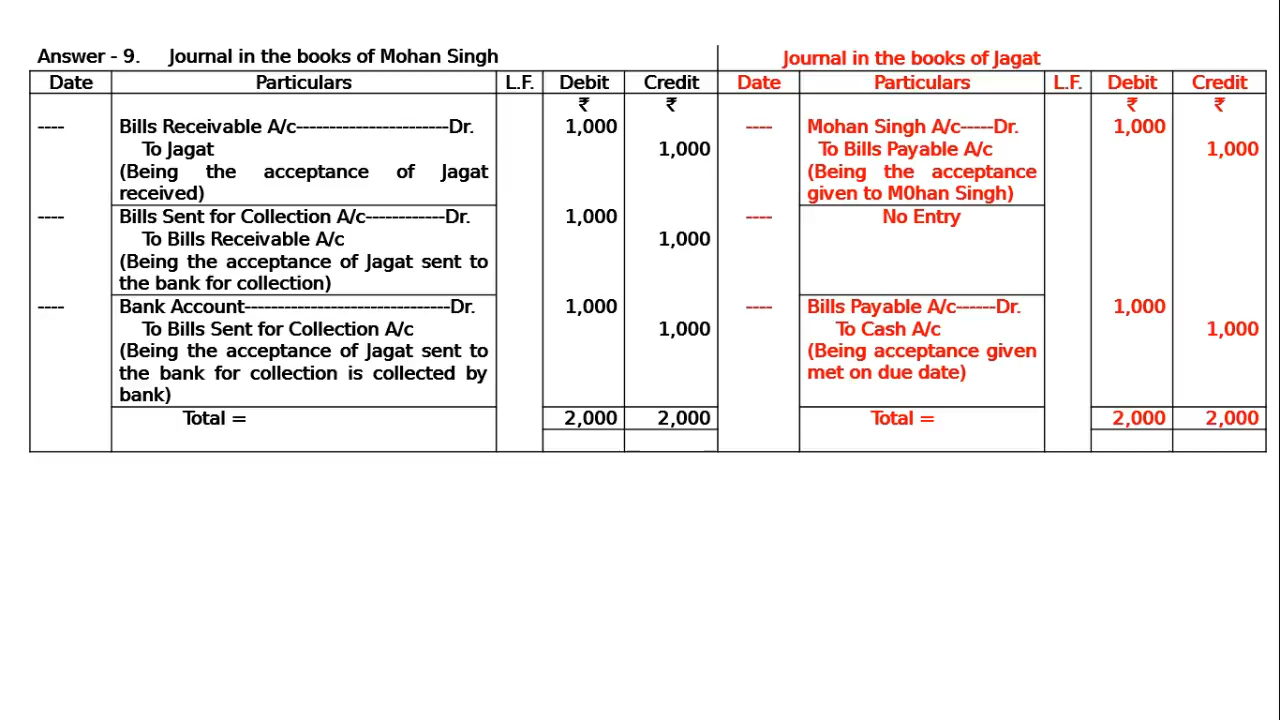 Answer - 9. Journal in the books of Mohan Singh
Date Particulars L.F. Debit Credit
₹ ₹
---- Bills Receivable A/c-----------------------Dr. 1,000
To Jagat 1,000
(Being the acceptance of Jagat
received)
---- Bills Sent for Collection A/c------------Dr. 1,000
To Bills Receivable A/c 1,000
(Being the acceptance of Jagat sent to
the bank for collection)
---- Bank Account-------------------------------Dr. 1,000
To Bills Sent for Collection A/c 1,000
(Being the acceptance of Jagat sent to
the bank for collection is collected by
bank)
Total = 2,000 2,000
Journal in the books of Jagat
Date Particulars L.F. Debit Credit
₹ ₹
---- Mohan Singh A/c-----Dr. 1,000
To Bills Payable A/c 1,000
(Being the acceptance
given to M0han Singh)
---- No Entry
---- Bills Payable A/c------Dr. 1,000
To Cash A/c 1,000
(Being acceptance given
met on due date)
Total = 2,000 2,000